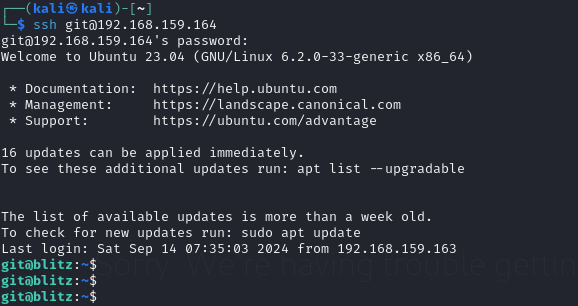 ┌──(kali㉿kali)-[~]
└─$ ssh git@192.168.159.164
git@192.168.159.164's password:
Welcome to Ubuntu 23.04 (GNU/Linux 6.2.0-33-generic x86_64)
* Documentation:  https://help.ubuntu.com
* Management:     https://landscape.canonical.com
* Support:        https://ubuntu.com/advantage
16 updates can be applied immediately.
To see these additional updates run: apt list --upgradable
The list of available updates is more than a week old.
To check for new updates run: sudo apt update
Last login: Sat Sep 14 07:35:03 2024 from 192.168.159.163
git@blitz:~$
Sorry. We're having trouble gettin
git@blitz:~$
git@blitz:~$